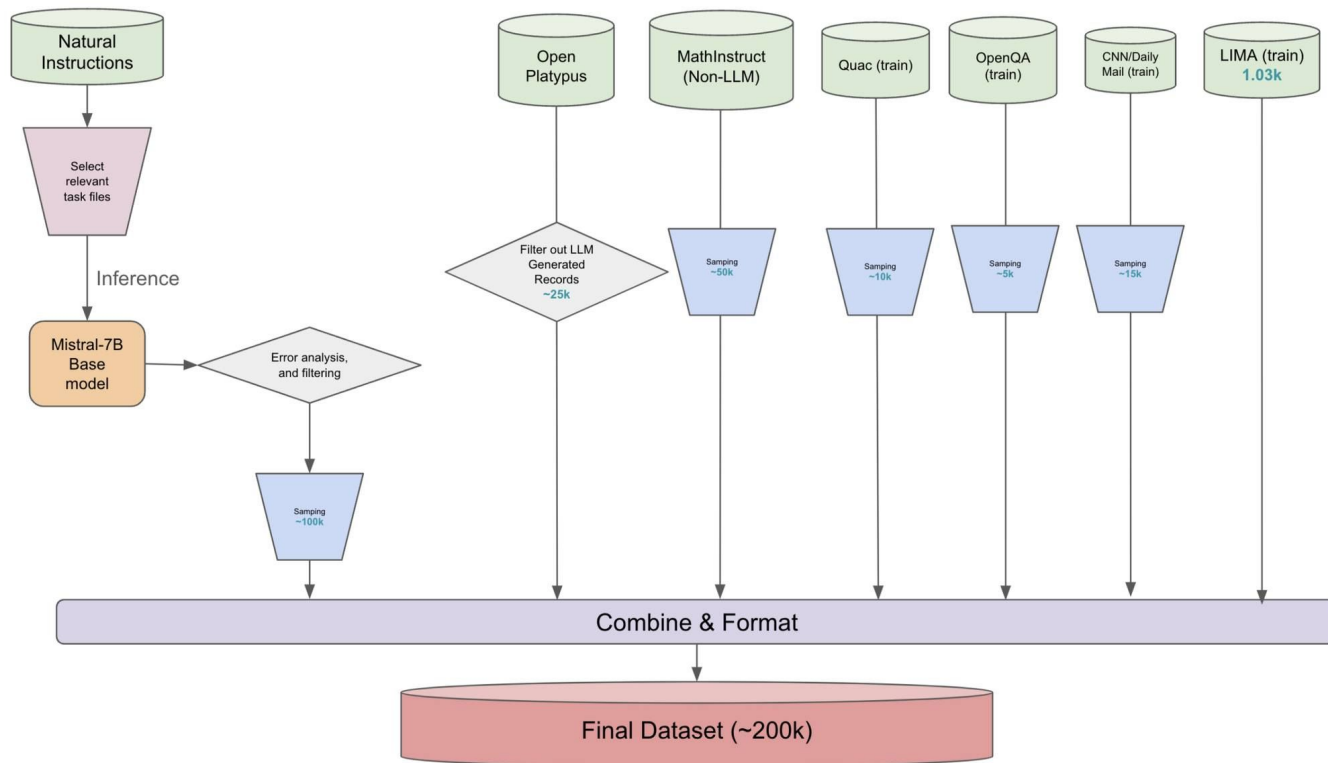 Natural
Instructions
Open
Platypus
MathInstruct
(Non-LLM)
Quac (train)
OpenQA
(train)
CNN/Daily
Mail (train)
LIMA (train)
1.03k
Select
relevant
task files
Inference
Filter out LLM
Generated
Records
~25k
Samping
~50k
Samping
~10k
Samping
~5k
Samping
~15k
Mistral-7B
Base
model
Error analysis,
and filtering
Samping
~100k
Combine & Format
Final Dataset (~200k)